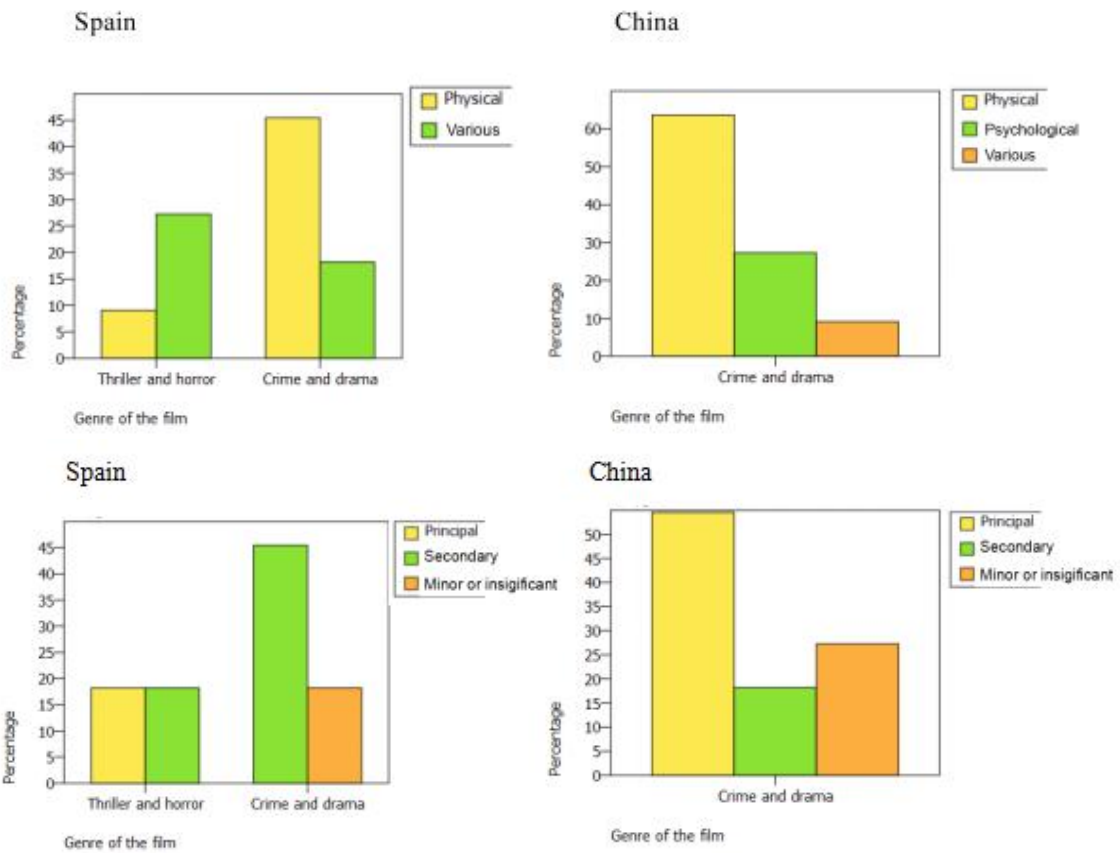 Spain
China
Physical
Various
Physical
Psychological
Various
45
40
35
30
25
20
15
10
5
0
60
50
40
30
20
10
0
Percentage
Percentage
Thriller and horror
Crime and drama
Crime and drama
Genre of the film
Genre of the film
Spain
China
Principal
Secondary
Minor or insigificant
Principal
Secondary
Minor or insigificant
45
40
35
30
25
20
15
10
5
0
50
45
40
35
30
25
20
15
10
5
0
Percentage
Percentage
Thriller and horror
Crime and drama
Crime and drama
Genre of the film
Genre of the film